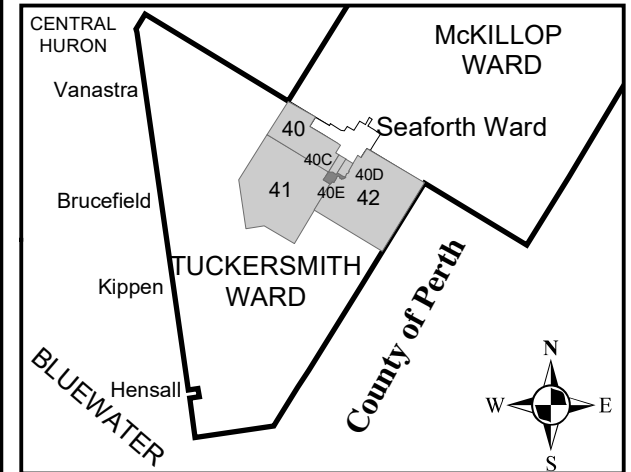 CENTRAL
HURON
McKILLOP
WARD
Vanastra
Seaforth Ward
40
40C
40D
40E
41
42
Brucefield
TUCKERSMITH
WARD
Kippen
County of Perth
Hensall
BLUEWATER
N
W
E
S